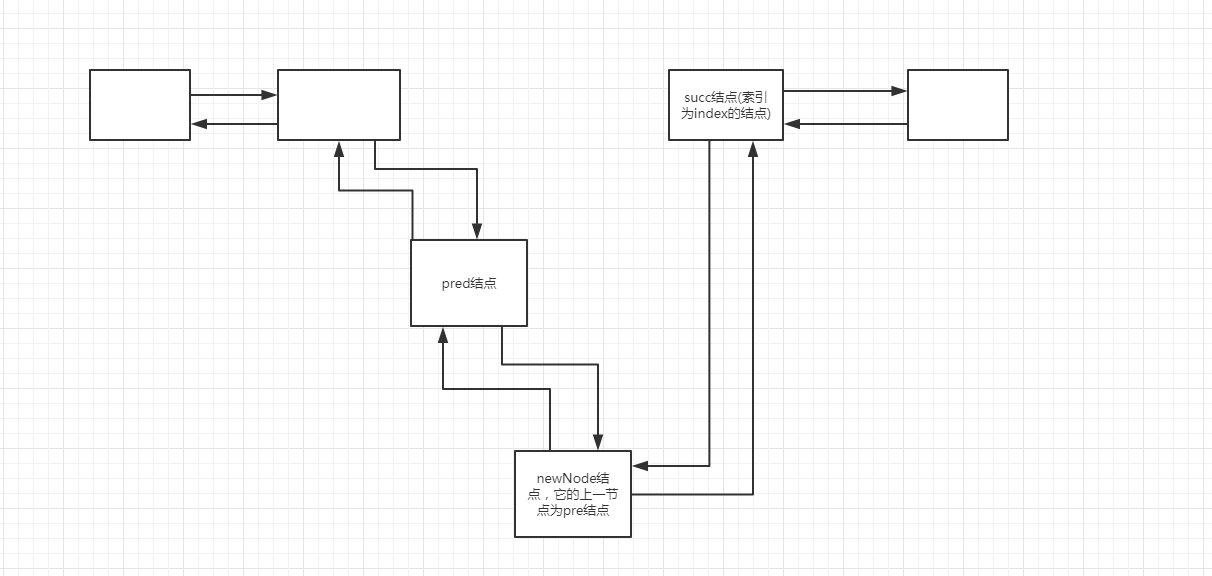 succ结点(索引
为index的结点)
pred结点
newNode结
点，它的上一节
点为pre结点